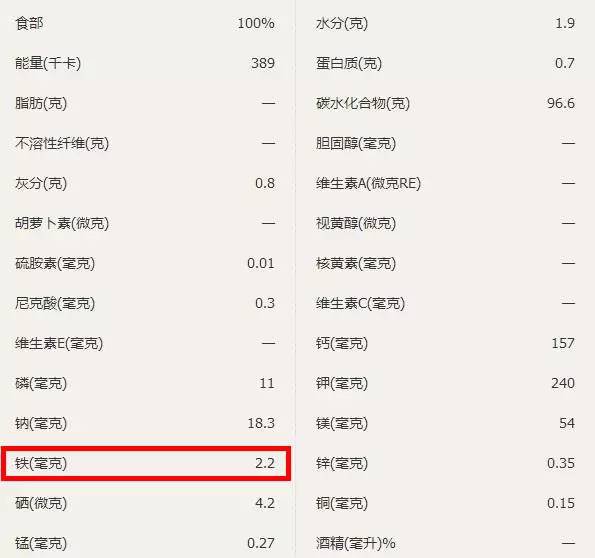 食部 100% 水分(克) 1.9
能量(千卡) 389 蛋白质(克) 0.7
脂肪(克) — 碳水化合物(克) 96.6
不溶性纤维(克) — 胆固醇(毫克) —
灰分(克) 0.8 维生素A(微克RE) —
胡萝卜素(微克) — 视黄醇(微克) —
硫胺素(毫克) 0.01 核黄素(毫克) —
尼克酸(毫克) 0.3 维生素C(毫克) —
维生素E(毫克) — 钙(毫克) 157
磷(毫克) 11 钾(毫克) 240
钠(毫克) 18.3 镁(毫克) 54
铁(毫克) 2.2 锌(毫克) 0.35
硒(微克) 4.2 铜(毫克) 0.15
锰(毫克) 0.27 酒精(毫升)% —